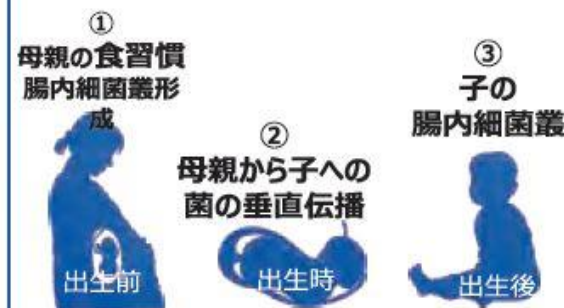 ①
母親の食習慣
腸内細菌叢形
成
出生前
②
母親から子への
菌の垂直伝播
出生時
③
子の
腸内細菌叢
出生後